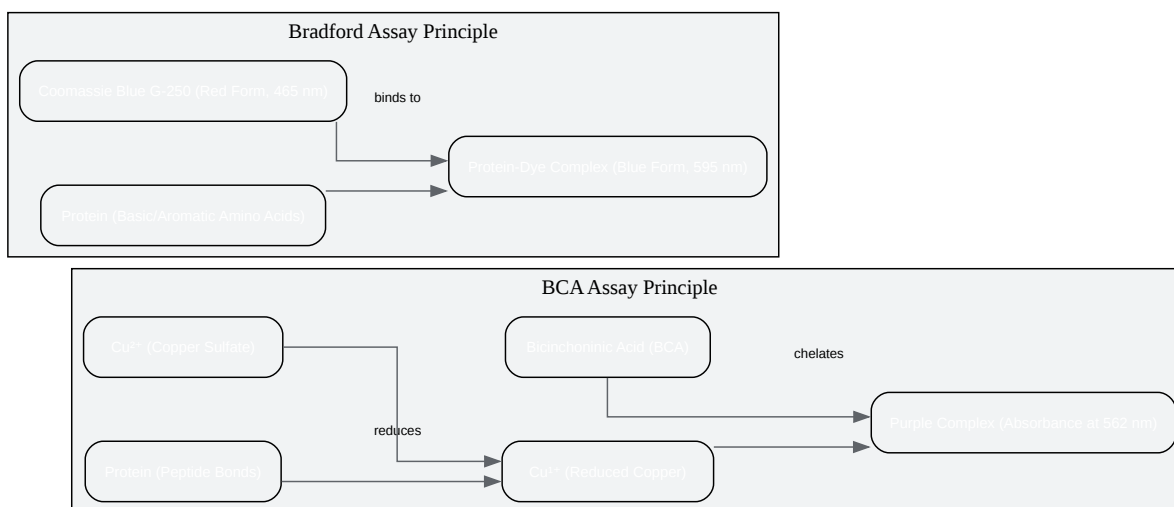 Bradford Assay Principle
Coomassie Blue G-250 (Red Form, 465 nm)
binds to
Protein-Dye Complex (Blue Form, 595 nm)
Protein (Basic/Aromatic Amino Acids)
BCA Assay Principle
Cu²⁺ (Copper Sulfate)
Bicinchoninic Acid (BCA)
chelates
Purple Complex (Absorbance at 562 nm)
reduces
Protein (Peptide Bonds)
Cu¹⁺ (Reduced Copper)